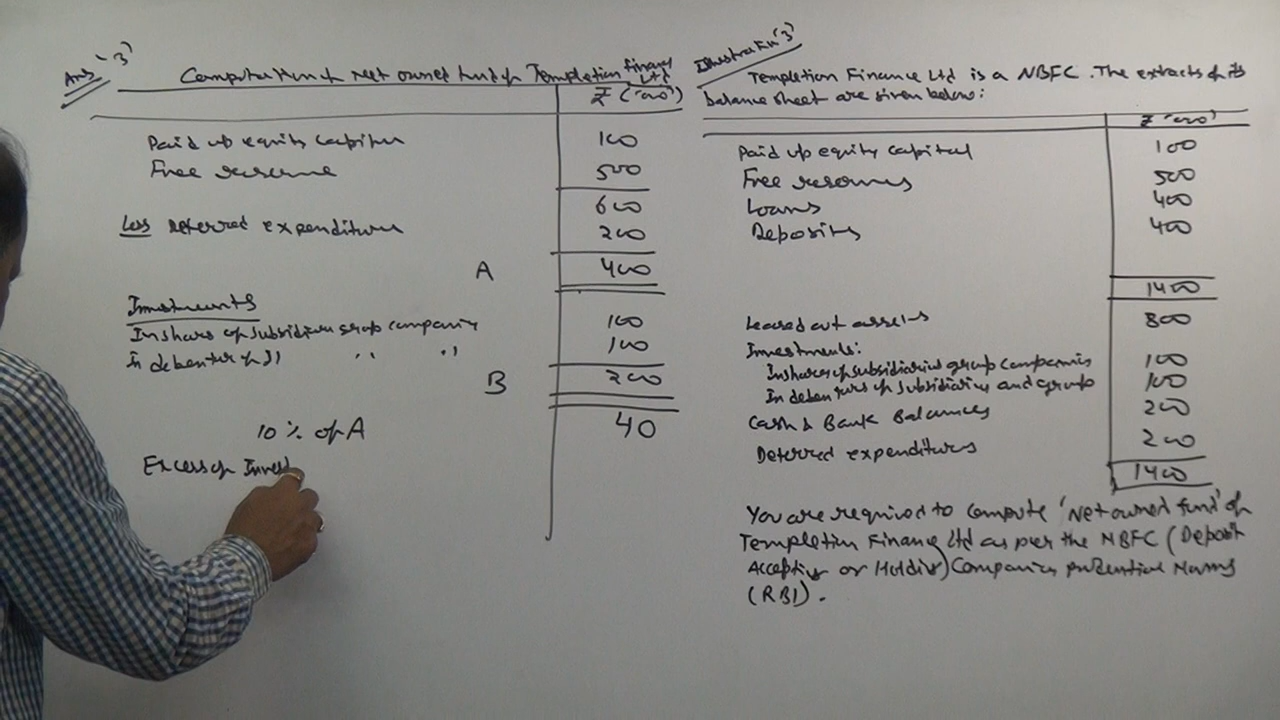 Ans '3'
Computation of Net owned fund of Templetion Finance Ltd
₹ ('000')
Paid up equity capital 100
Free reserve 500
600
Less Deferred expenditure 200
A 400
Investments
In shares of subsidiary group companies 100
In debenture of " " " 100
B 200
10% of A 40
Excess of Invest
Illustration '3'
Templetion Finance Ltd is a NBFC. The extracts of its
balance sheet are given below:
₹ '000'
Paid up equity capital 100
Free reserves 500
Loans 400
Deposits 400
1400
Leased out assets 800
Investments:
In shares of subsidiaries group companies 100
In debentures of subsidiaries and group 100
Cash & Bank Balances 200
Deferred expenditures 200
1400
You are required to compute 'Net owned fund' of
Templetion Finance Ltd as per the NBFC (Deposit
Accepting or Holding) Companies prudential Norms
(RBI).